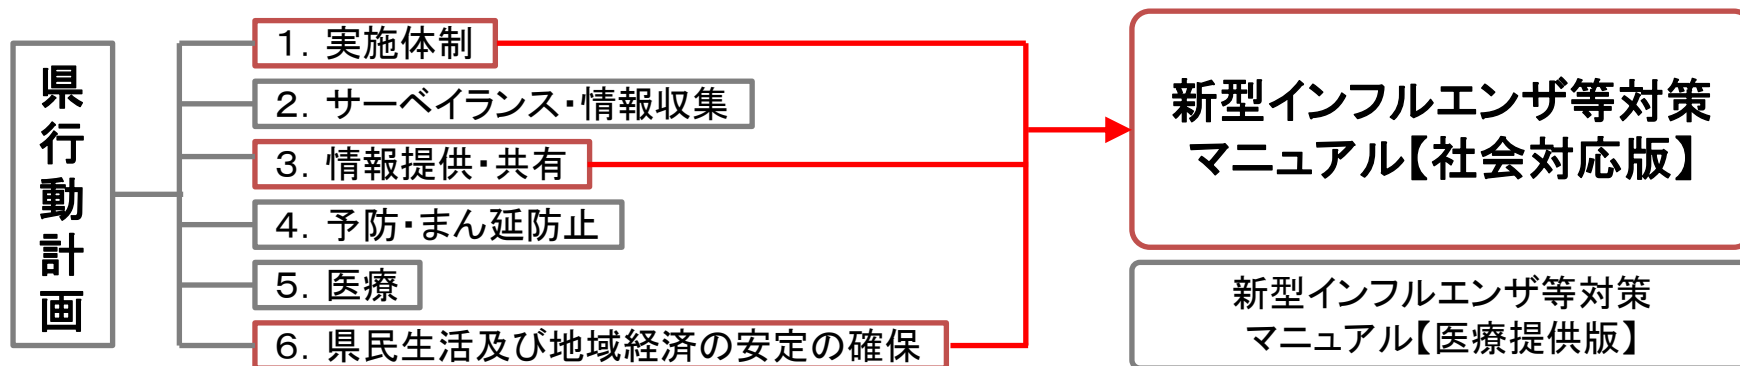 県行動計画
１．実施体制
２．サーベイランス・情報収集
３．情報提供・共有
４．予防・まん延防止
５．医療
６．県民生活及び地域経済の安定の確保
新型インフルエンザ等対策
マニュアル【社会対応版】
新型インフルエンザ等対策
マニュアル【医療提供版】